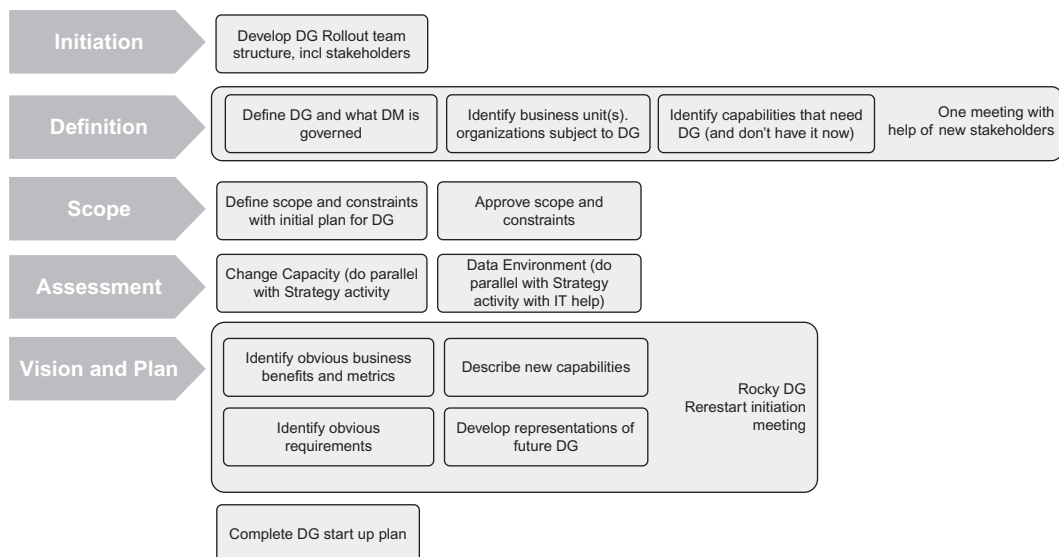 Initiation
Develop DG Rollout team
structure, incl stakeholders
Definition
Define DG and what DM is
governed
Identify business unit(s).
organizations subject to DG
Identify capabilities that need
DG (and don't have it now)
One meeting with
help of new stakeholders
Scope
Define scope and constraints
with initial plan for DG
Approve scope and
constraints
Assessment
Change Capacity (do parallel
with Strategy activity
Data Environment (do
parallel with Strategy
activity with IT help)
Vision and Plan
Identify obvious business
benefits and metrics
Describe new capabilities
Identify obvious
requirements
Develop representations of
future DG
Rocky DG
Rerestart initiation
meeting
Complete DG start up plan